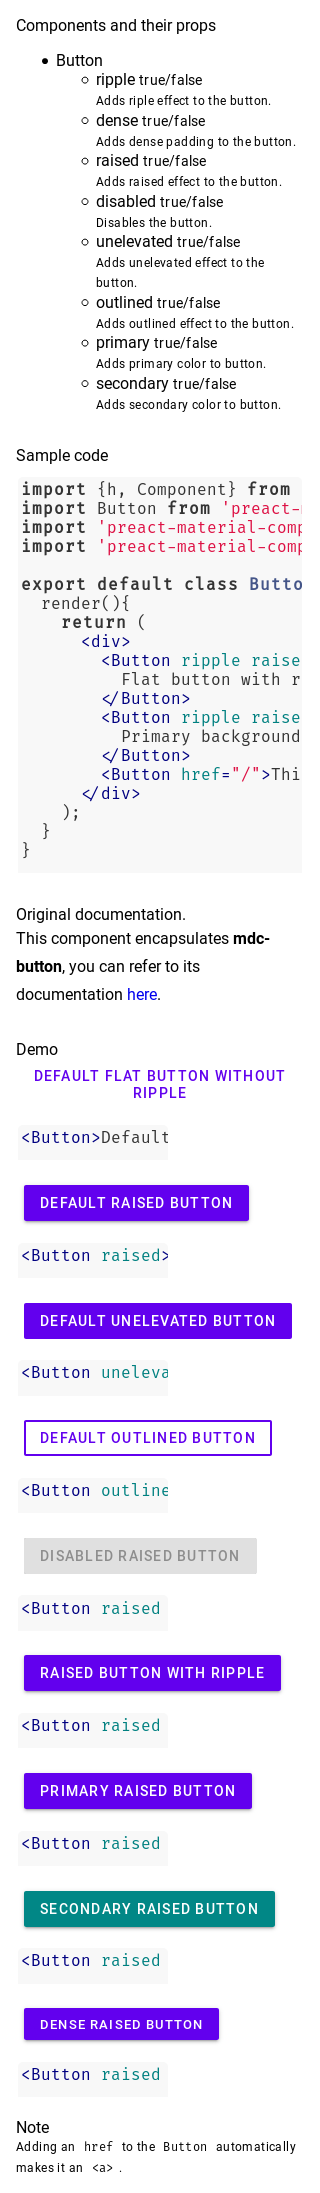 Components and their props
Button
ripple true/false
Adds riple effect to the button.
dense true/false
Adds dense padding to the button.
raised true/false
Adds raised effect to the button.
disabled true/false
Disables the button.
unelevated true/false
Adds unelevated effect to the
button.
outlined true/false
Adds outlined effect to the button.
primary true/false
Adds primary color to button.
secondary true/false
Adds secondary color to button.
Sample code
import {h, Component} from
import Button from 'preact-
import 'preact-material-comp
import 'preact-material-comp
export default class Butto
render(){
return (
<div>
<Button ripple raise
Flat button with r
</Button>
<Button ripple raise
Primary background
</Button>
<Button href="/">Thi
</div>
);
}
}
Original documentation.
This component encapsulates mdc-
button, you can refer to its
documentation here.
Demo
DEFAULT FLAT BUTTON WITHOUT
RIPPLE
<Button>Default
DEFAULT RAISED BUTTON
<Button raised>
DEFAULT UNELEVATED BUTTON
<Button uneleva
DEFAULT OUTLINED BUTTON
<Button outline
DISABLED RAISED BUTTON
<Button raised
RAISED BUTTON WITH RIPPLE
<Button raised
PRIMARY RAISED BUTTON
<Button raised
SECONDARY RAISED BUTTON
<Button raised
DENSE RAISED BUTTON
<Button raised
Note
Adding an href to the Button automatically
makes it an <a> .